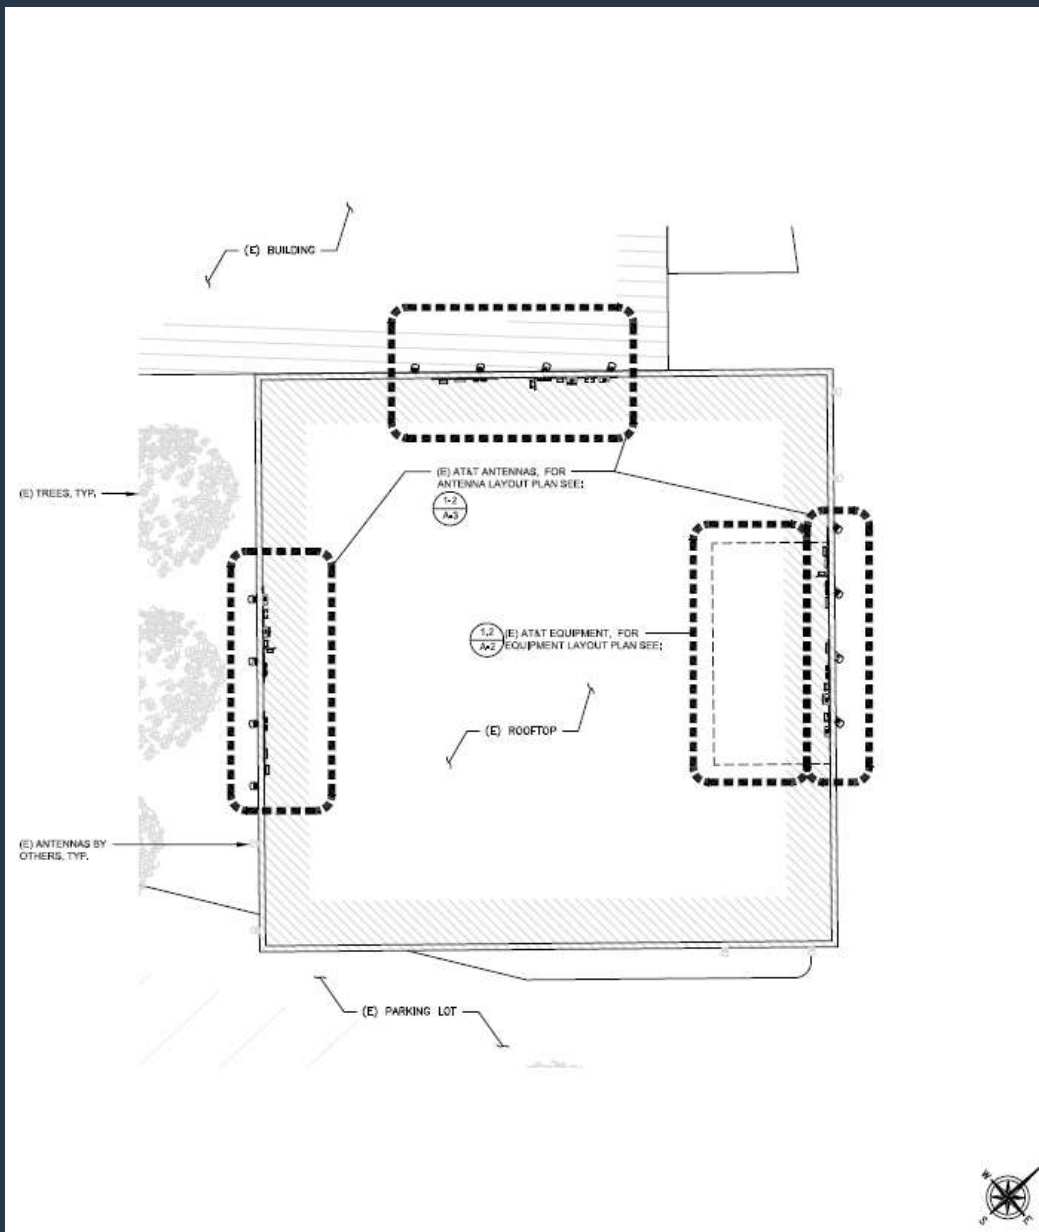 (E) BUILDING
(E) AT&T ANTENNAS, FOR
ANTENNA LAYOUT PLAN SEE:
1-2
A-3
(E) TREES, TYP.
1,2
A-2
(E) AT&T EQUIPMENT, FOR
EQUIPMENT LAYOUT PLAN SEE:
(E) ROOFTOP
(E) ANTENNAS BY
OTHERS, TYP.
(E) PARKING LOT
W
S
E